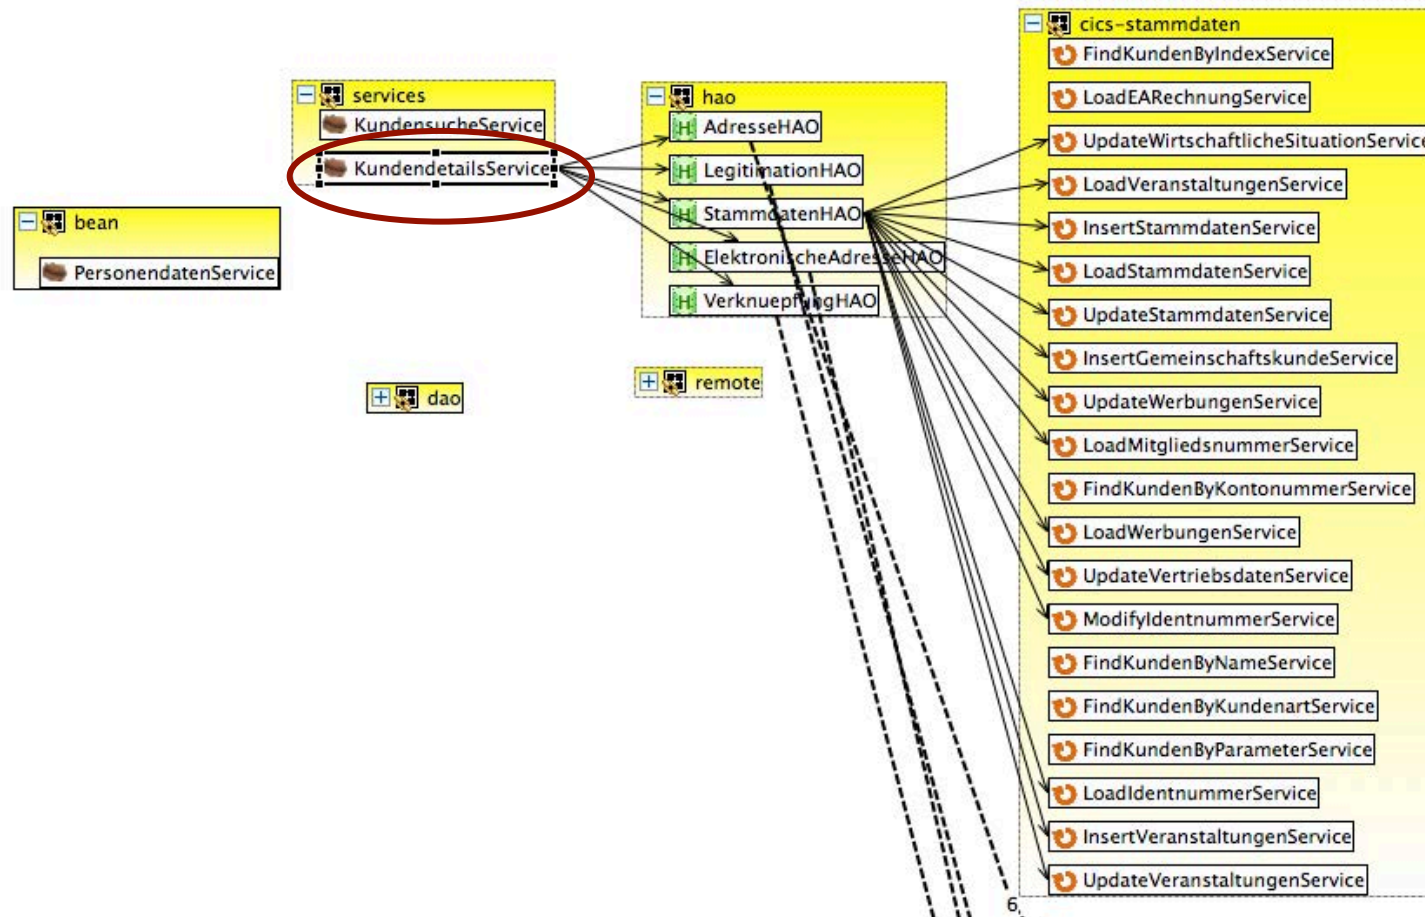 services
KundensucheService
KundendetailsService
bean
PersonendatenService
dao
hao
AdresseHAO
LegitimationHAO
StammdatenHAO
ElektronischeAdresseHAO
VerknuepfungHAO
remote
cics-stammdaten
FindKundenByIndexService
LoadEARechnungService
UpdateWirtschaftlicheSituationService
LoadVeranstaltungenService
InsertStammdatenService
LoadStammdatenService
UpdateStammdatenService
InsertGemeinschaftskundeService
UpdateWerbungenService
LoadMitgliedsnummerService
FindKundenByKontonummerService
LoadWerbungenService
UpdateVertriebsdatenService
ModifyIdentnummerService
FindKundenByNameService
FindKundenByKundenartService
FindKundenByParameterService
LoadIdentnummerService
InsertVeranstaltungenService
UpdateVeranstaltungenService
6